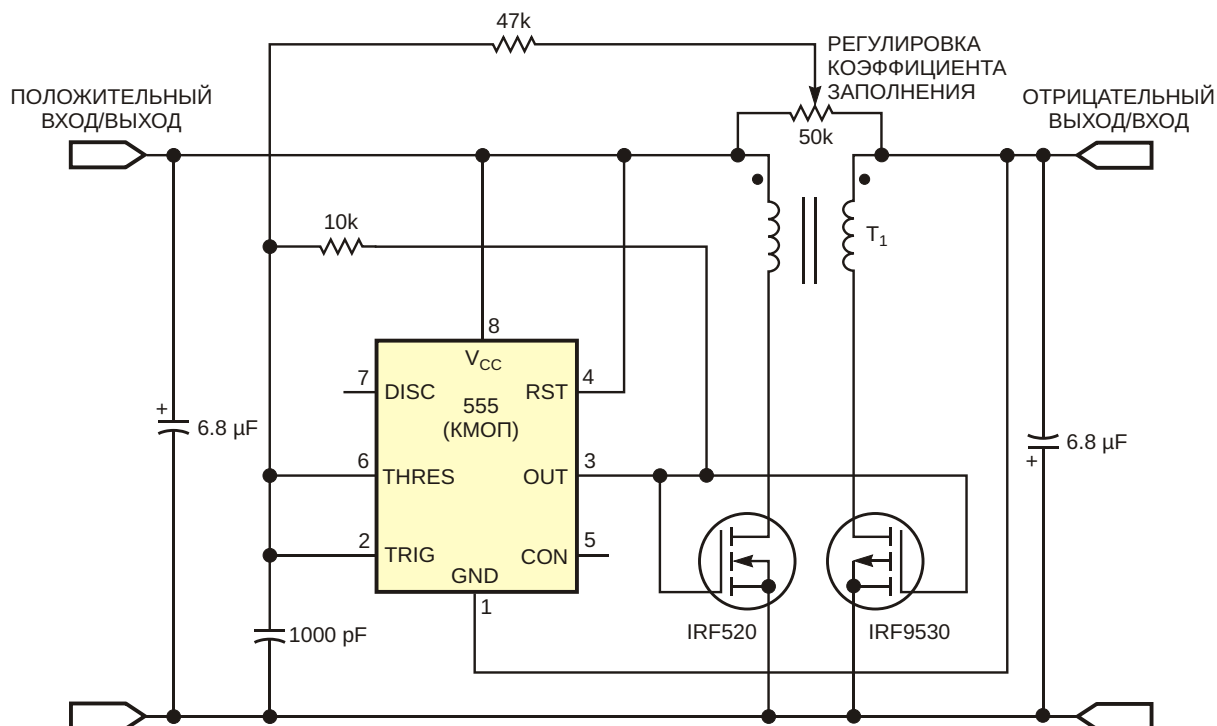 47k
РЕГУЛИРОВКА
КОЭФФИЦИЕНТА
ЗАПОЛНЕНИЯ
ПОЛОЖИТЕЛЬНЫЙ
ВХОД/ВЫХОД
ОТРИЦАТЕЛЬНЫЙ
ВЫХОД/ВХОД
50k
10k
T1
8
VCC
7
DISC
RST
4
555
(КМОП)
+
6.8 µF
6.8 µF
+
6
THRES
OUT
3
2
TRIG
CON
5
GND
1
1000 pF
IRF520
IRF9530